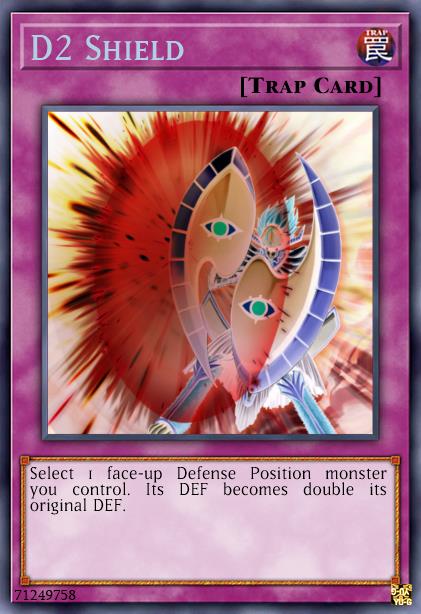 D2 Shield
TRAP
罠
[Trap Card]
Select 1 face-up Defense Position monster
you control. Its DEF becomes double its
original DEF.
71249758